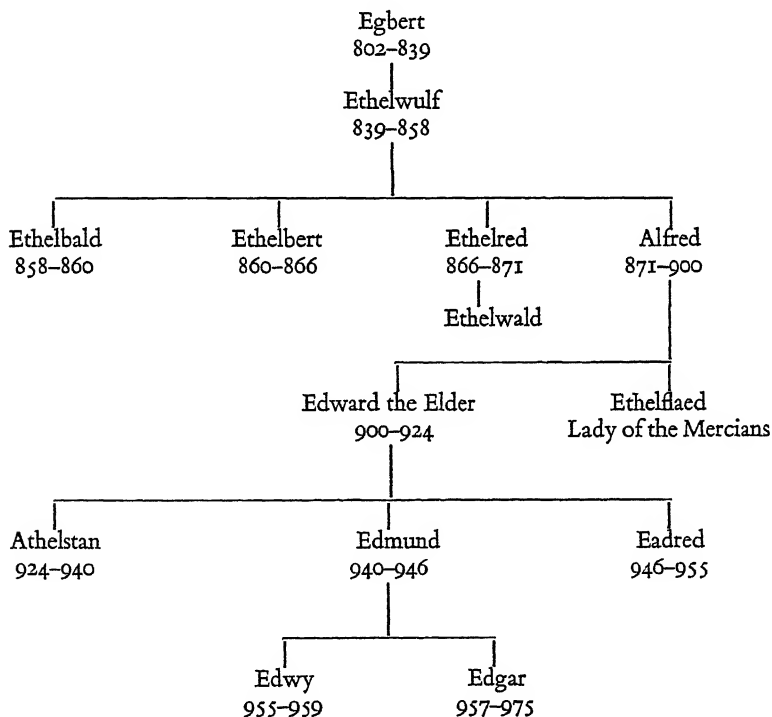 Egbert
802–839
Ethelwulf
839–858
Ethelbald Ethelbert Ethelred Alfred
858–860 860–866 866–871 871–900
Ethelwald
Edward the Elder Ethelflaed
900–924 Lady of the Mercians
Athelstan Edmund Eadred
924–940 940–946 946–955
Edwy Edgar
955–959 957–975